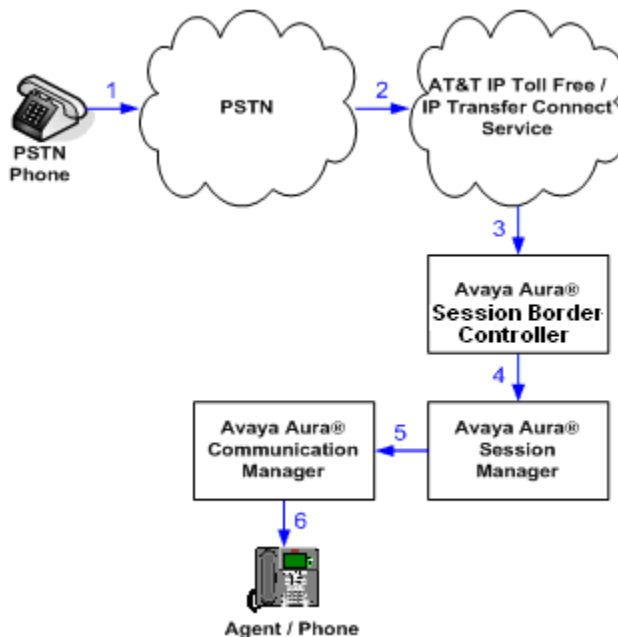 1
2
PSTN
Phone
PSTN
AT&T IP Toll Free /
IP Transfer Connect
Service
3
Avaya Aura®
Session Border
Controller
4
Avaya Aura®
Communication
Manager
5
Avaya Aura®
Session
Manager
6
Agent / Phone